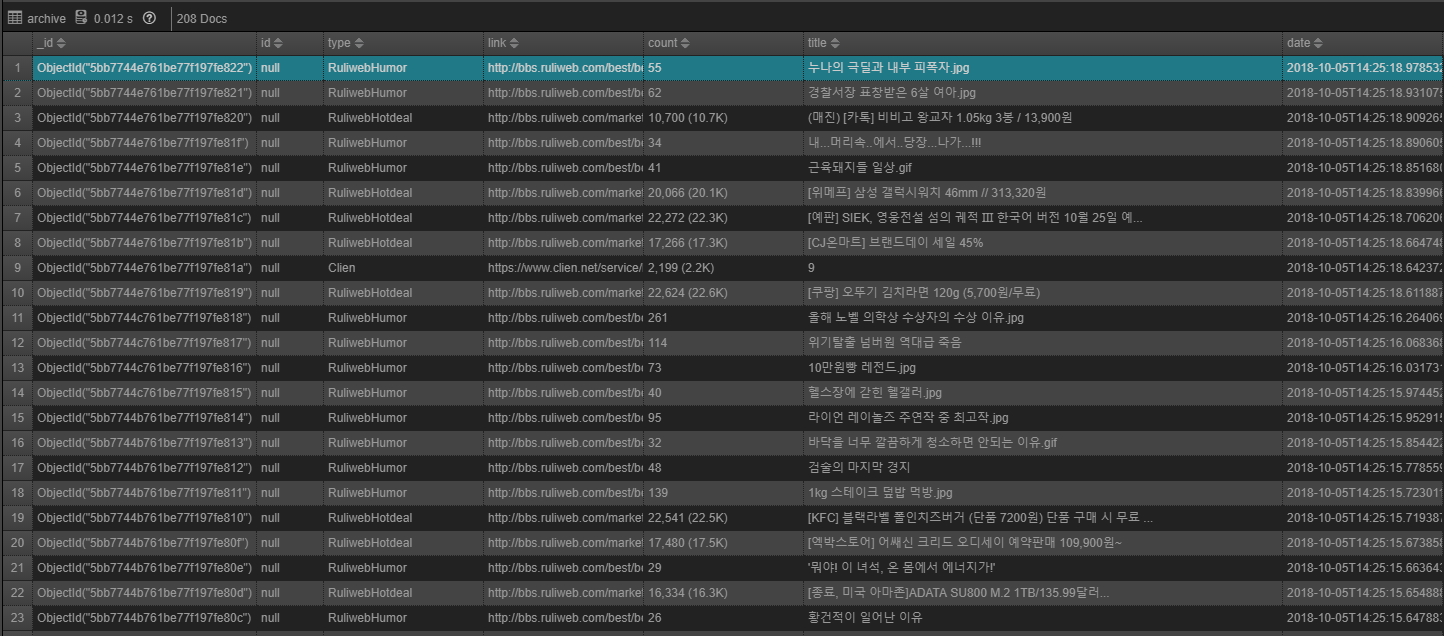 archive 0.012 s 208 Docs
_id id type link count title date
1 ObjectId("5bb7744e761be77f197fe822") null RuliwebHumor http://bbs.ruliweb.com/best/b 55 누나의 극딜과 내부 피폭자.jpg 2018-10-05T14:25:18.978532
2 ObjectId("5bb7744e761be77f197fe821") null RuliwebHumor http://bbs.ruliweb.com/best/b 62 경찰서장 표창받은 6살 여아.jpg 2018-10-05T14:25:18.931075
3 ObjectId("5bb7744e761be77f197fe820") null RuliwebHotdeal http://bbs.ruliweb.com/market 10,700 (10.7K) (매진) [카톡] 비비고 왕교자 1.05kg 3봉 / 13,900원 2018-10-05T14:25:18.909265
4 ObjectId("5bb7744e761be77f197fe81f") null RuliwebHumor http://bbs.ruliweb.com/best/b 34 내...머리속..에서..당장...나가...!!! 2018-10-05T14:25:18.890605
5 ObjectId("5bb7744e761be77f197fe81e") null RuliwebHumor http://bbs.ruliweb.com/best/b 41 근육돼지들 일상.gif 2018-10-05T14:25:18.851680
6 ObjectId("5bb7744e761be77f197fe81d") null RuliwebHotdeal http://bbs.ruliweb.com/market 20,066 (20.1K) [위메프] 삼성 갤럭시워치 46mm // 313,320원 2018-10-05T14:25:18.839966
7 ObjectId("5bb7744e761be77f197fe81c") null RuliwebHotdeal http://bbs.ruliweb.com/market 22,272 (22.3K) [예판] SIEK, 영웅전설 섬의 궤적 III 한국어 버전 10월 25일 예... 2018-10-05T14:25:18.706206
8 ObjectId("5bb7744e761be77f197fe81b") null RuliwebHotdeal http://bbs.ruliweb.com/market 17,266 (17.3K) [CJ온마트] 브랜드데이 세일 45% 2018-10-05T14:25:18.664748
9 ObjectId("5bb7744e761be77f197fe81a") null Clien https://www.clien.net/service/ 2,199 (2.2K) 9 2018-10-05T14:25:18.642372
10 ObjectId("5bb7744e761be77f197fe819") null RuliwebHotdeal http://bbs.ruliweb.com/market 22,624 (22.6K) [쿠팡] 오뚜기 김치라면 120g (5,700원/무료) 2018-10-05T14:25:18.611887
11 ObjectId("5bb7744c761be77f197fe818") null RuliwebHumor http://bbs.ruliweb.com/best/b 261 올해 노벨 의학상 수상자의 수상 이유.jpg 2018-10-05T14:25:16.264069
12 ObjectId("5bb7744c761be77f197fe817") null RuliwebHumor http://bbs.ruliweb.com/best/b 114 위기탈출 넘버원 역대급 죽음 2018-10-05T14:25:16.068368
13 ObjectId("5bb7744c761be77f197fe816") null RuliwebHumor http://bbs.ruliweb.com/best/b 73 10만원빵 레전드.jpg 2018-10-05T14:25:16.031731
14 ObjectId("5bb7744b761be77f197fe815") null RuliwebHumor http://bbs.ruliweb.com/best/b 40 헬스장에 갇힌 헬갤러.jpg 2018-10-05T14:25:15.974452
15 ObjectId("5bb7744b761be77f197fe814") null RuliwebHumor http://bbs.ruliweb.com/best/b 95 라이언 레이놀즈 주연작 중 최고작.jpg 2018-10-05T14:25:15.952915
16 ObjectId("5bb7744b761be77f197fe813") null RuliwebHumor http://bbs.ruliweb.com/best/b 32 바닥을 너무 깔끔하게 청소하면 안되는 이유.gif 2018-10-05T14:25:15.854422
17 ObjectId("5bb7744b761be77f197fe812") null RuliwebHumor http://bbs.ruliweb.com/best/b 48 검술의 마지막 경지 2018-10-05T14:25:15.778559
18 ObjectId("5bb7744b761be77f197fe811") null RuliwebHumor http://bbs.ruliweb.com/best/b 139 1kg 스테이크 덮밥 먹방.jpg 2018-10-05T14:25:15.723011
19 ObjectId("5bb7744b761be77f197fe810") null RuliwebHotdeal http://bbs.ruliweb.com/market 22,541 (22.5K) [KFC] 블랙라벨 폴인치즈버거 (단품 7200원) 단품 구매 시 무료 ... 2018-10-05T14:25:15.719387
20 ObjectId("5bb7744b761be77f197fe80f") null RuliwebHotdeal http://bbs.ruliweb.com/market 17,480 (17.5K) [엑박스토어] 어쌔신 크리드 오디세이 예약판매 109,900원~ 2018-10-05T14:25:15.673858
21 ObjectId("5bb7744b761be77f197fe80e") null RuliwebHumor http://bbs.ruliweb.com/best/b 29 '뭐야! 이 녀석, 온 몸에서 에너지가!' 2018-10-05T14:25:15.663643
22 ObjectId("5bb7744b761be77f197fe80d") null RuliwebHotdeal http://bbs.ruliweb.com/market 16,334 (16.3K) [종료, 미국 아마존]ADATA SU800 M.2 1TB/135.99달러... 2018-10-05T14:25:15.654888
23 ObjectId("5bb7744b761be77f197fe80c") null RuliwebHumor http://bbs.ruliweb.com/best/b 26 황건적이 일어난 이유 2018-10-05T14:25:15.647883